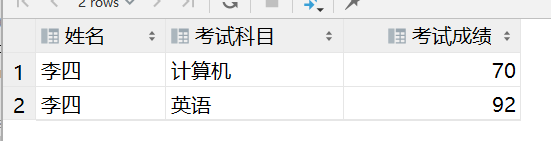 2 rows
姓名 考试科目 考试成绩
1 李四 计算机 70
2 李四 英语 92